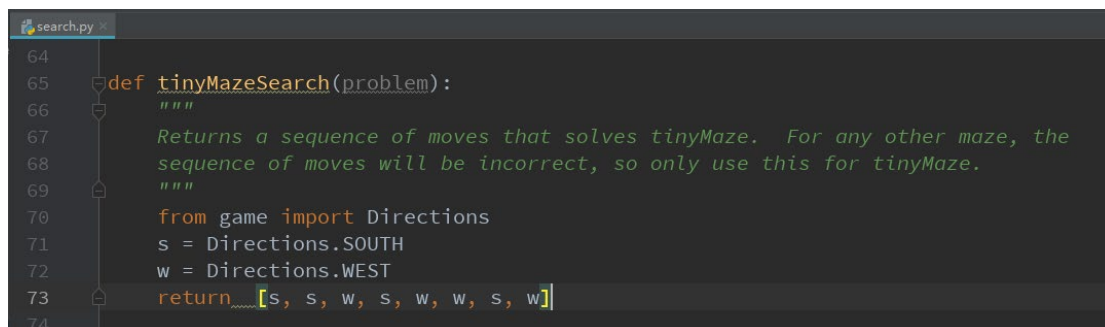 search.py ×
64
65 def tinyMazeSearch(problem):
66 """
67 Returns a sequence of moves that solves tinyMaze.  For any other maze, the
68 sequence of moves will be incorrect, so only use this for tinyMaze.
69 """
70 from game import Directions
71 s = Directions.SOUTH
72 w = Directions.WEST
73 return  [s, s, w, s, w, w, s, w]
74